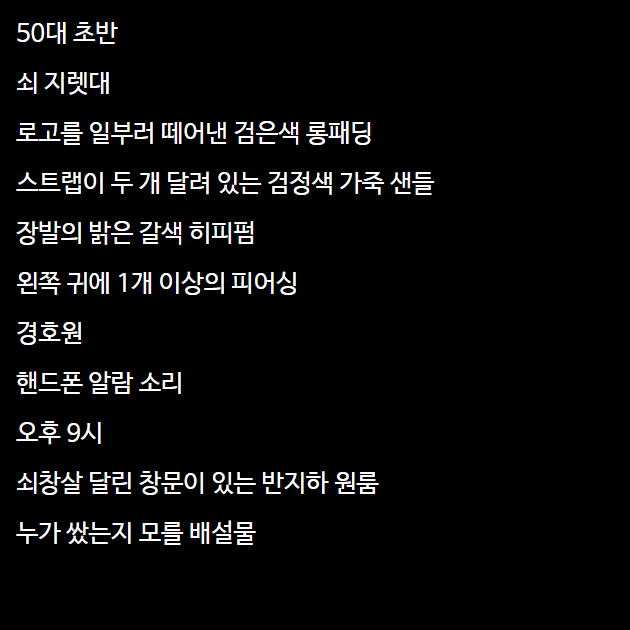 50대 초반
쇠 지렛대
로고를 일부러 떼어낸 검은색 롱패딩
스트랩이 두 개 달려 있는 검정색 가죽 샌들
장발의 밝은 갈색 히피펌
왼쪽 귀에 1개 이상의 피어싱
경호원
핸드폰 알람 소리
오후 9시
쇠창살 달린 창문이 있는 반지하 원룸
누가 쌌는지 모를 배설물